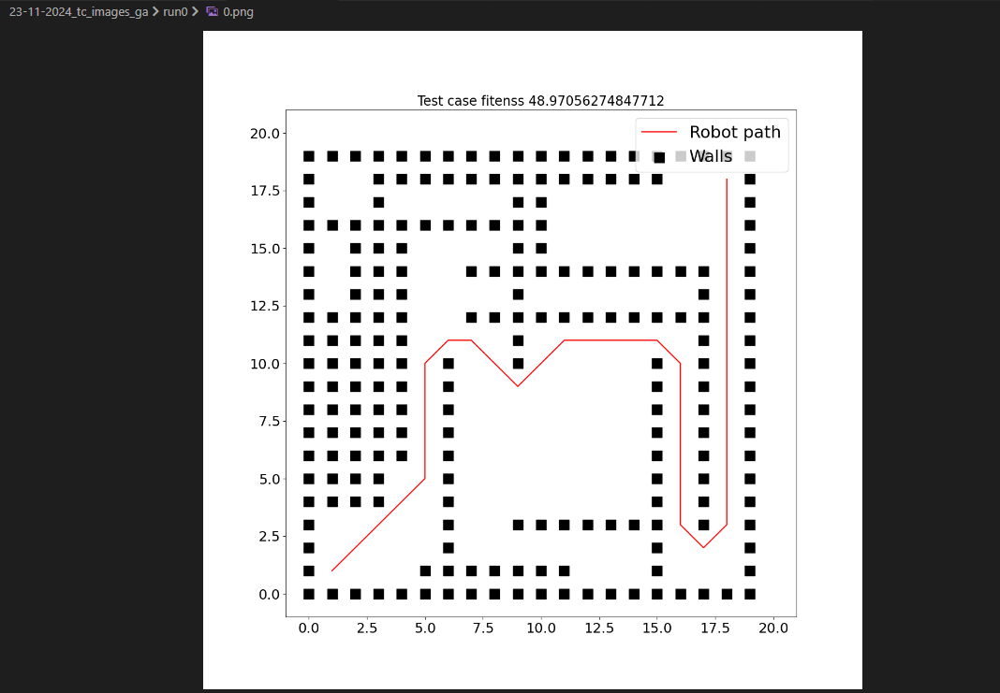 23-11-2024_tc_images_ga > run0 > 0.png
Test case fitenss 48.97056274847712
Robot path
Walls
20.0
17.5
15.0
12.5
10.0
7.5
5.0
2.5
0.0
0.0 2.5 5.0 7.5 10.0 12.5 15.0 17.5 20.0